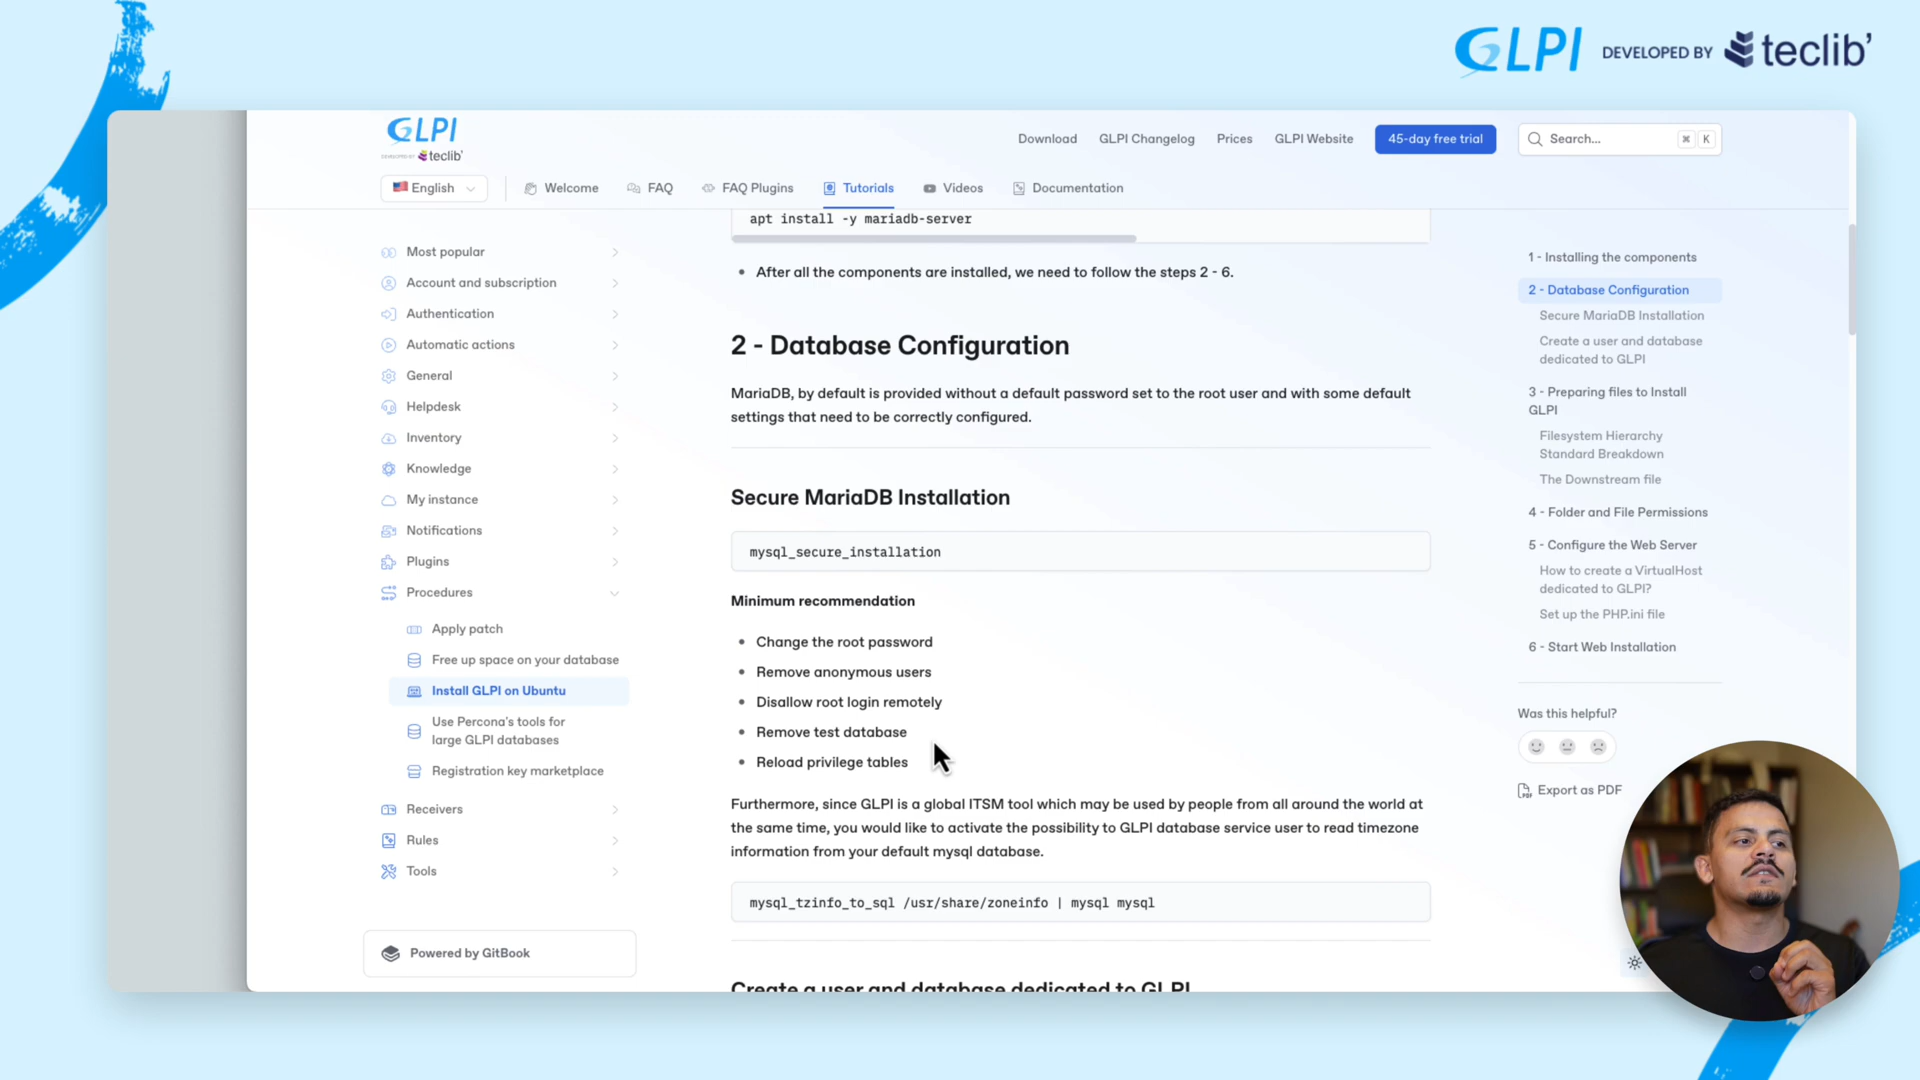 GLPI DEVELOPED BY teclib'
GLPI
teclib'
Download GLPI Changelog Prices GLPI Website 45-day free trial Search... ⌘ K
English Welcome FAQ FAQ Plugins Tutorials Videos Documentation
Most popular
Account and subscription
Authentication
Automatic actions
General
Helpdesk
Inventory
Knowledge
My instance
Notifications
Plugins
Procedures
Apply patch
Free up space on your database
Install GLPI on Ubuntu
Use Percona's tools for
large GLPI databases
Registration key marketplace
Receivers
Rules
Tools
Powered by GitBook
apt install -y mariadb-server
• After all the components are installed, we need to follow the steps 2 - 6.
2 - Database Configuration
MariaDB, by default is provided without a default password set to the root user and with some default
settings that need to be correctly configured.
Secure MariaDB Installation
mysql_secure_installation
Minimum recommendation
• Change the root password
• Remove anonymous users
• Disallow root login remotely
• Remove test database
• Reload privilege tables
Furthermore, since GLPI is a global ITSM tool which may be used by people from all around the world at
the same time, you would like to activate the possibility to GLPI database service user to read timezone
information from your default mysql database.
mysql_tzinfo_to_sql /usr/share/zoneinfo | mysql mysql
Create a user and database dedicated to GLPI
1 - Installing the components
2 - Database Configuration
Secure MariaDB Installation
Create a user and database
dedicated to GLPI
3 - Preparing files to Install
GLPI
Filesystem Hierarchy
Standard Breakdown
The Downstream file
4 - Folder and File Permissions
5 - Configure the Web Server
How to create a VirtualHost
dedicated to GLPI?
Set up the PHP.ini file
6 - Start Web Installation
Was this helpful?
Export as PDF